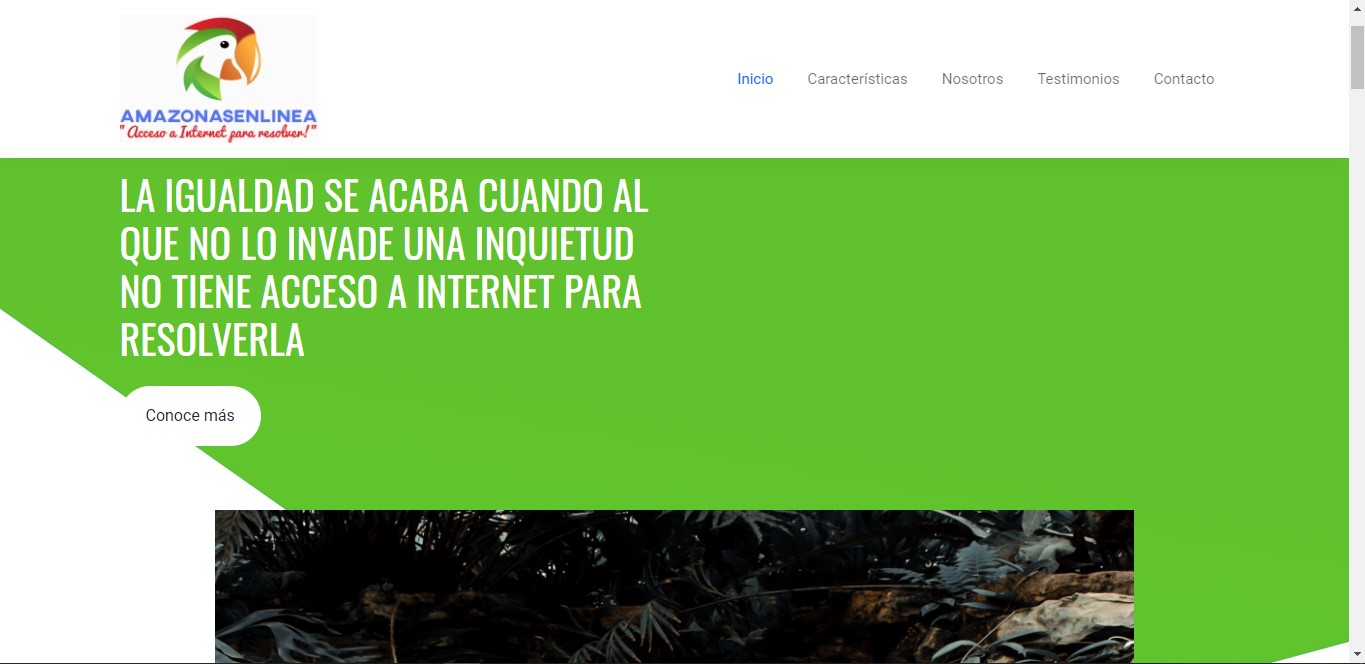 AMAZONASENLINEA
"Acceso a Internet para resolver!"
Inicio
Características
Nosotros
Testimonios
Contacto
LA IGUALDAD SE ACABA CUANDO AL
QUE NO LO INVADE UNA INQUIETUD
NO TIENE ACCESO A INTERNET PARA
RESOLVERLA
Conoce más